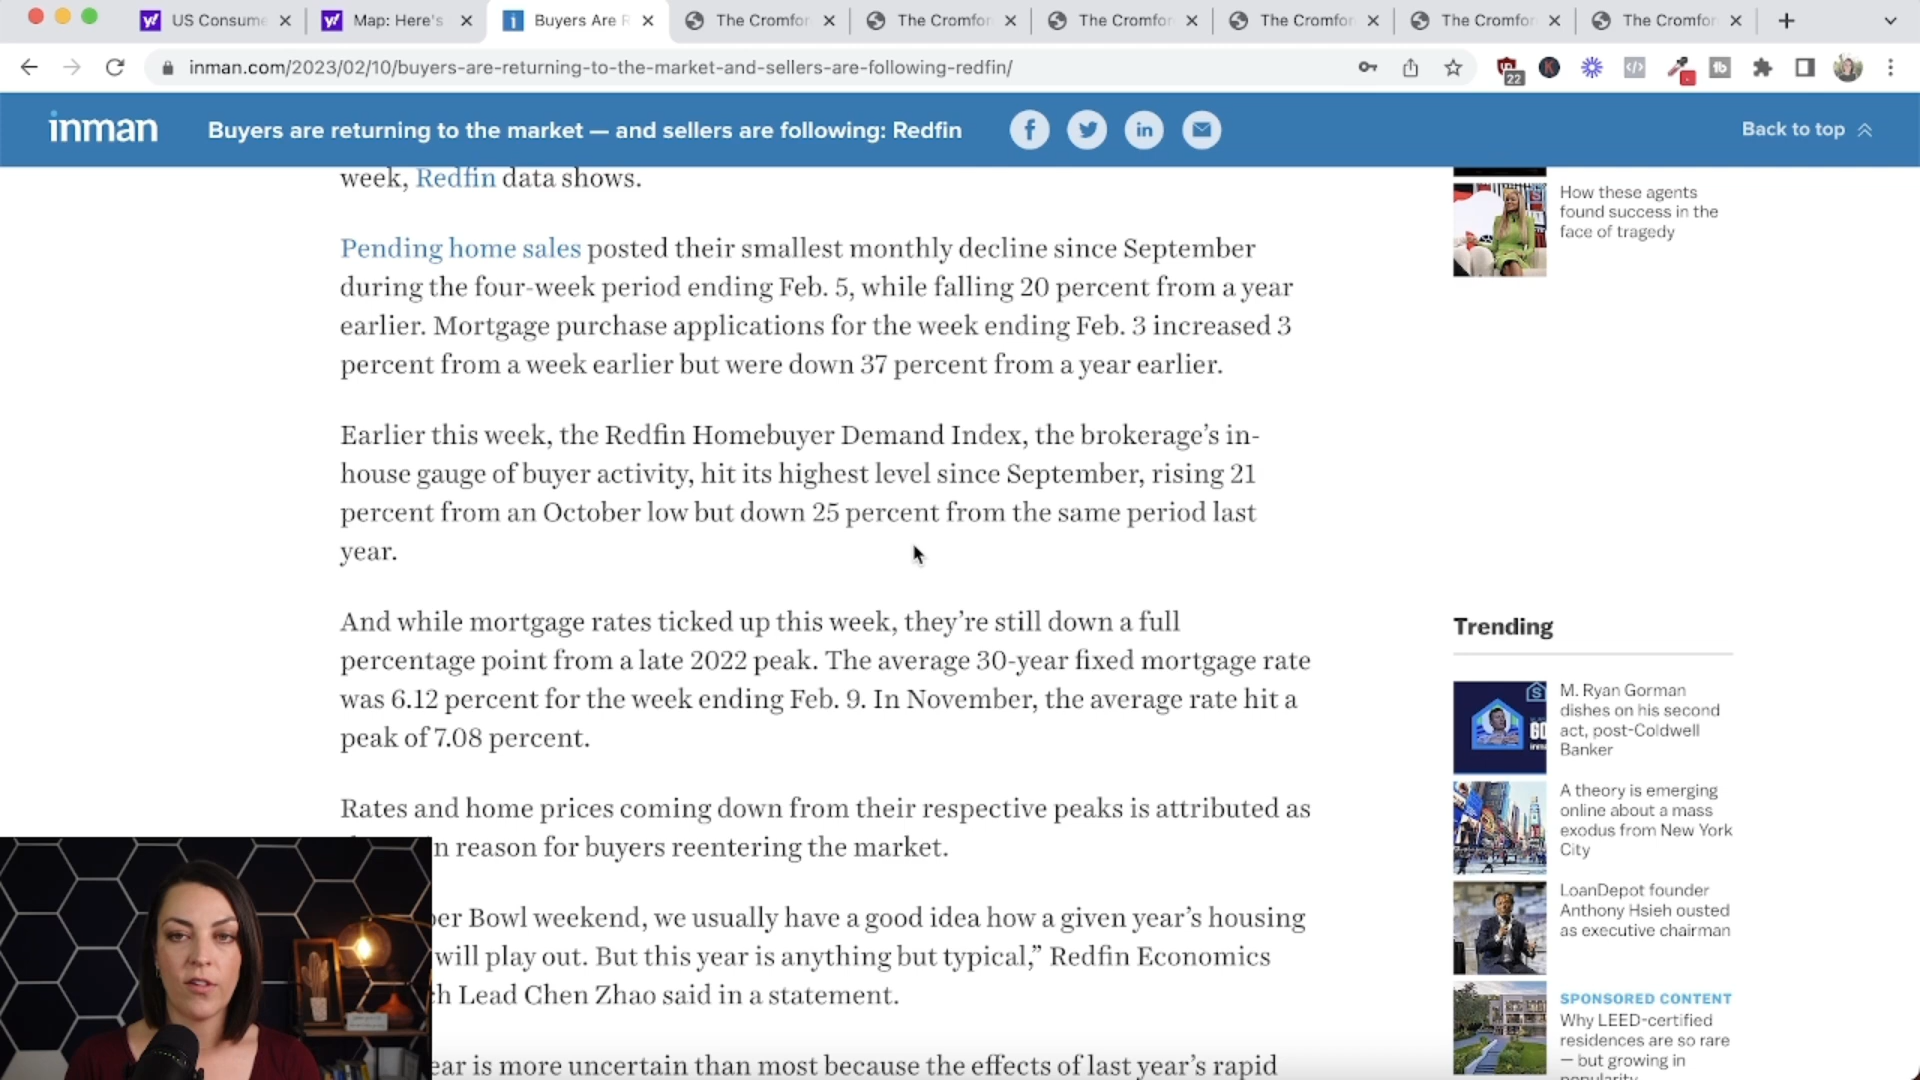 US Consume
Map: Here's
Buyers Are R
The Cromfor
The Cromfor
The Cromfor
The Cromfor
The Cromfor
The Cromfor
inman.com/2023/02/10/buyers-are-returning-to-the-market-and-sellers-are-following-redfin/
22
inman
Buyers are returning to the market — and sellers are following: Redfin
Back to top
week, Redfin data shows.
Pending home sales posted their smallest monthly decline since September
during the four-week period ending Feb. 5, while falling 20 percent from a year
earlier. Mortgage purchase applications for the week ending Feb. 3 increased 3
percent from a week earlier but were down 37 percent from a year earlier.
Earlier this week, the Redfin Homebuyer Demand Index, the brokerage's in-
house gauge of buyer activity, hit its highest level since September, rising 21
percent from an October low but down 25 percent from the same period last
year.
And while mortgage rates ticked up this week, they're still down a full
percentage point from a late 2022 peak. The average 30-year fixed mortgage rate
was 6.12 percent for the week ending Feb. 9. In November, the average rate hit a
peak of 7.08 percent.
Rates and home prices coming down from their respective peaks is attributed as
n reason for buyers reentering the market.
er Bowl weekend, we usually have a good idea how a given year's housing
will play out. But this year is anything but typical,” Redfin Economics
h Lead Chen Zhao said in a statement.
ear is more uncertain than most because the effects of last year's rapid
How these agents
found success in the
face of tragedy
Trending
M. Ryan Gorman
dishes on his second
act, post-Coldwell
Banker
A theory is emerging
online about a mass
exodus from New York
City
LoanDepot founder
Anthony Hsieh ousted
as executive chairman
SPONSORED CONTENT
Why LEED-certified
residences are so rare
— but growing in
popularity